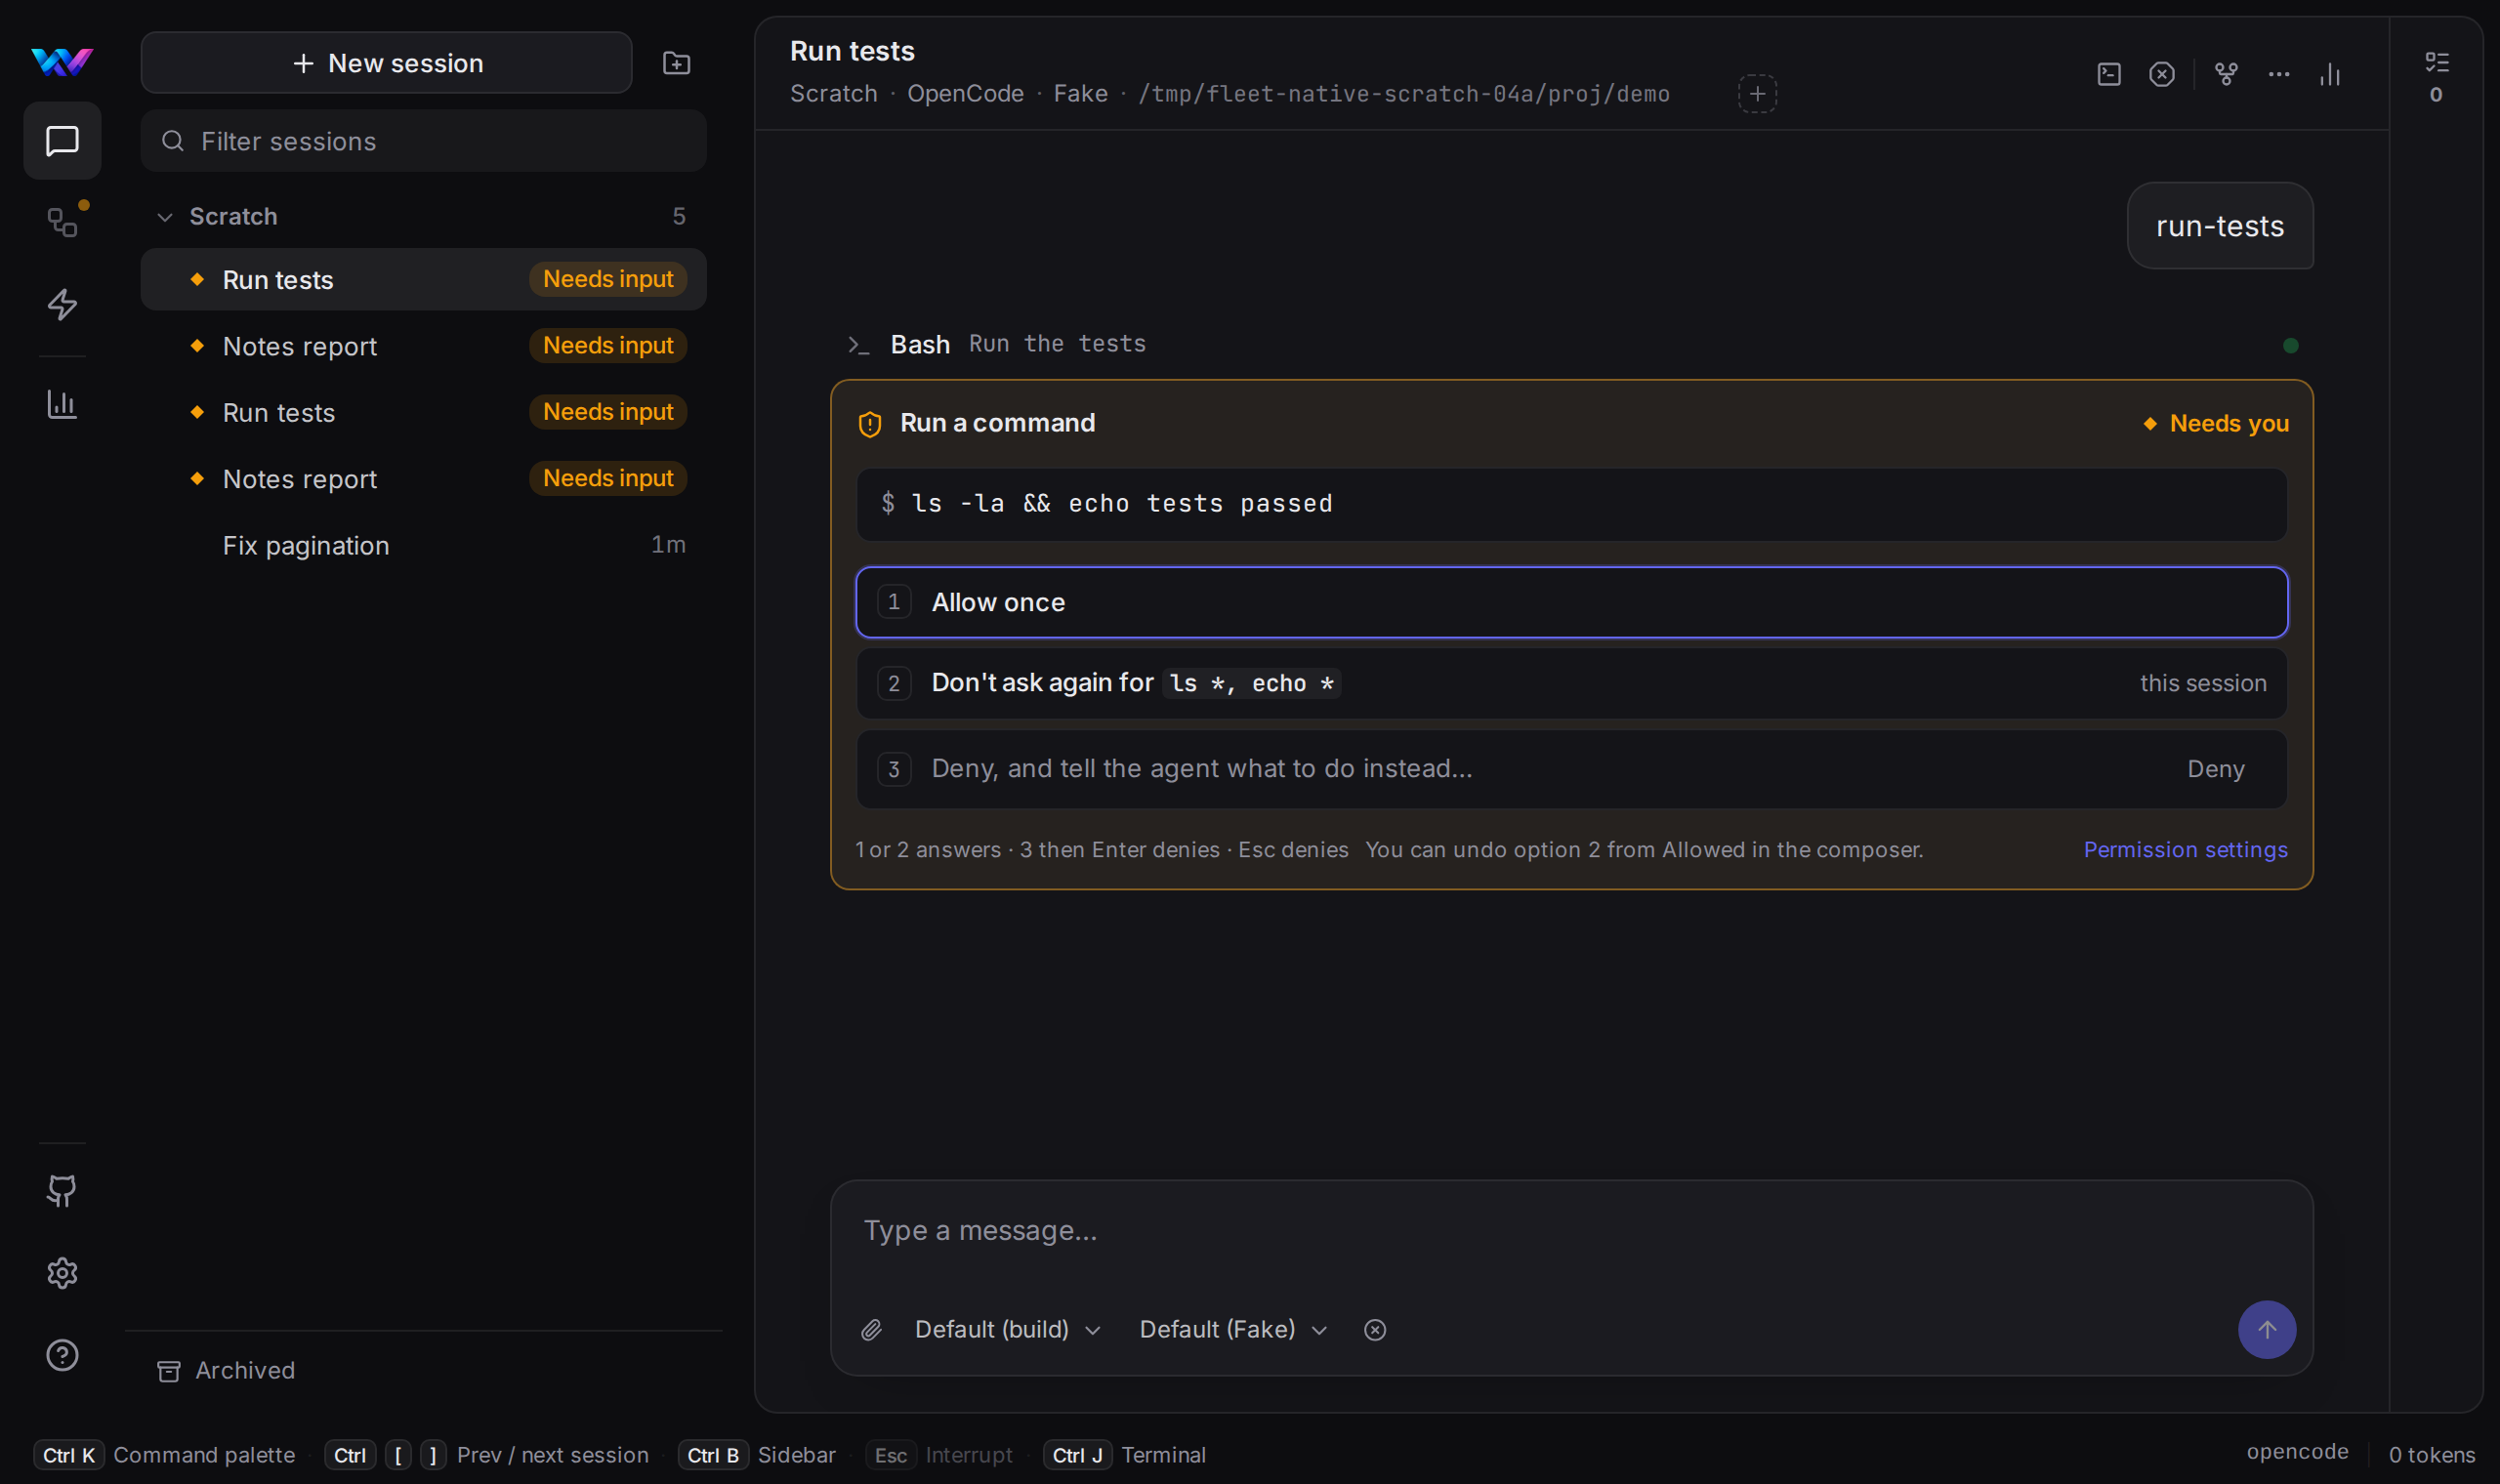 New session
Filter sessions
Scratch 5
Run tests Needs input
Notes report Needs input
Run tests Needs input
Notes report Needs input
Fix pagination 1m
Archived
Run tests
Scratch · OpenCode · Fake · /tmp/fleet-native-scratch-04a/proj/demo
0
run-tests
Bash Run the tests
Run a command Needs you
$ ls -la && echo tests passed
1 Allow once
2 Don't ask again for ls *, echo * this session
3 Deny, and tell the agent what to do instead... Deny
1 or 2 answers · 3 then Enter denies · Esc denies You can undo option 2 from Allowed in the composer. Permission settings
Type a message...
Default (build) Default (Fake)
Ctrl K Command palette · Ctrl [ ] Prev / next session · Ctrl B Sidebar · Esc Interrupt · Ctrl J Terminal opencode 0 tokens